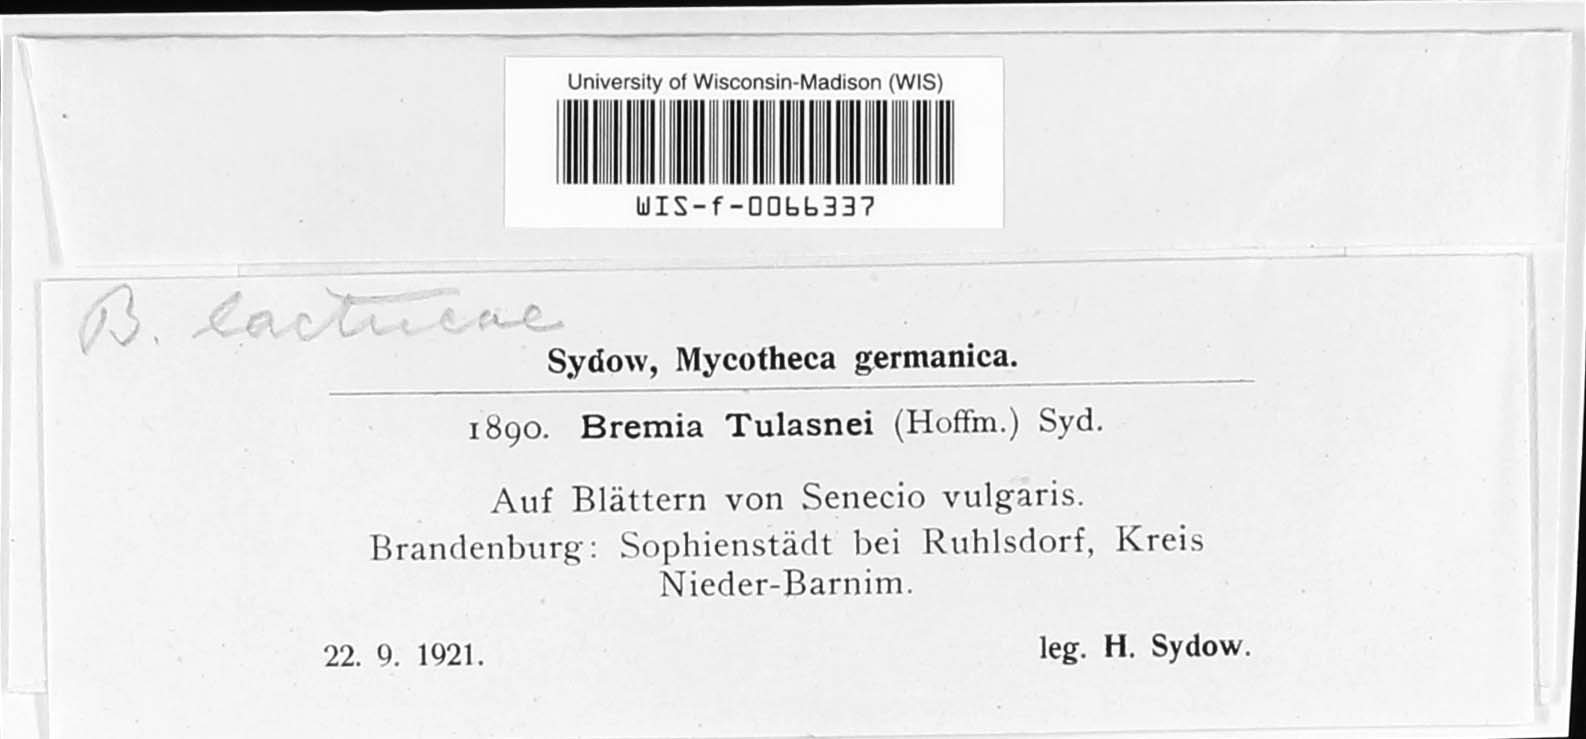 University of Wisconsin-Madison (WIS)
WIS-f-0066337
B. lactucae
Sydow, Mycotheca germanica.
1890. Bremia Tulasnei (Hoffm.) Syd.
Auf Blättern von Senecio vulgaris.
Brandenburg: Sophienstädt bei Ruhlsdorf, Kreis
Nieder-Barnim.
22. 9. 1921.
leg. H. Sydow.